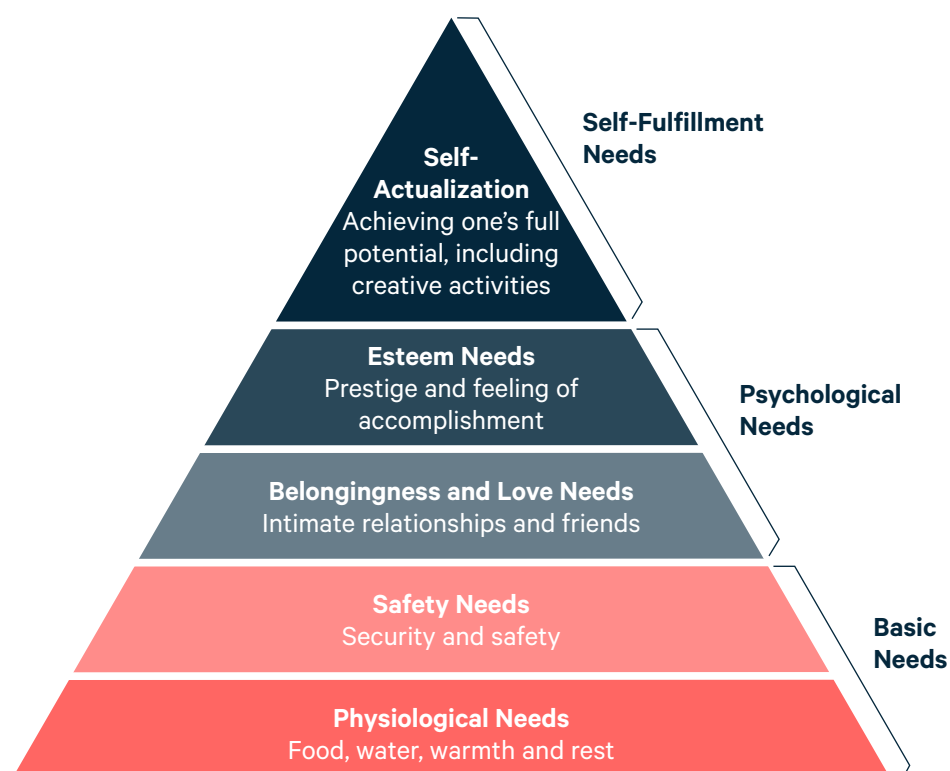 Self-Fulfillment
Needs
Self-
Actualization
Achieving one’s full
potential, including
creative activities
Esteem Needs
Prestige and feeling of
accomplishment
Psychological
Needs
Belongingness and Love Needs
Intimate relationships and friends
Safety Needs
Security and safety
Basic
Needs
Physiological Needs
Food, water, warmth and rest